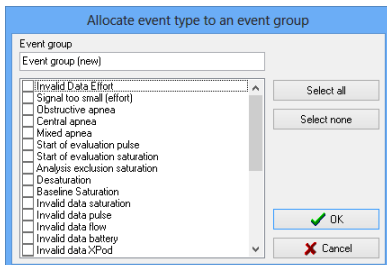 Allocate event type to an event group
Event group
Event group (new)
Invalid Data Effort
Signal too small (effort)
Obstructive apnea
Central apnea
Mixed apnea
Start of evaluation pulse
Start of evaluation saturation
Analysis exclusion saturation
Desaturation
Baseline Saturation
Invalid data saturation
Invalid data pulse
Invalid data flow
Invalid data battery
Invalid data XPod
Select all
Select none
OK
Cancel